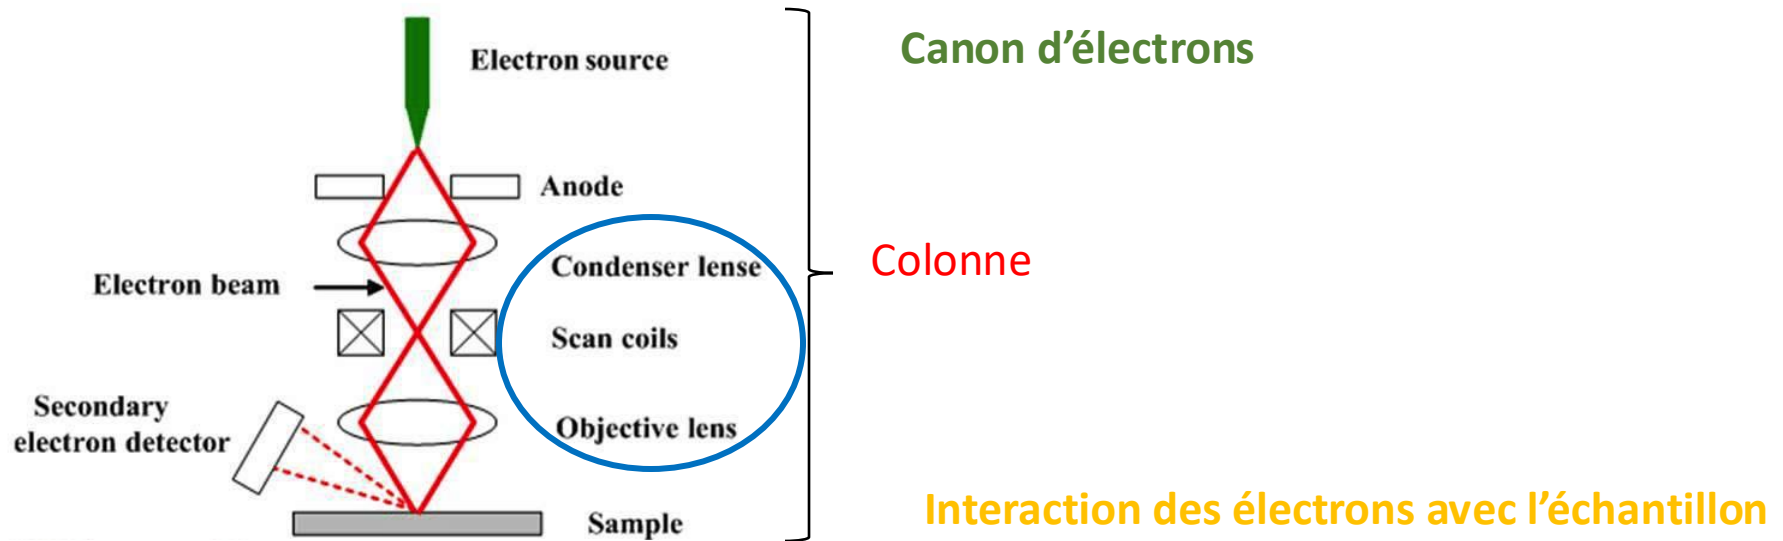 Electron source
Canon d’électrons
Anode
Condenser lense
Colonne
Electron beam
Scan coils
Secondary
electron detector
Objective lens
Sample
Interaction des électrons avec l’échantillon